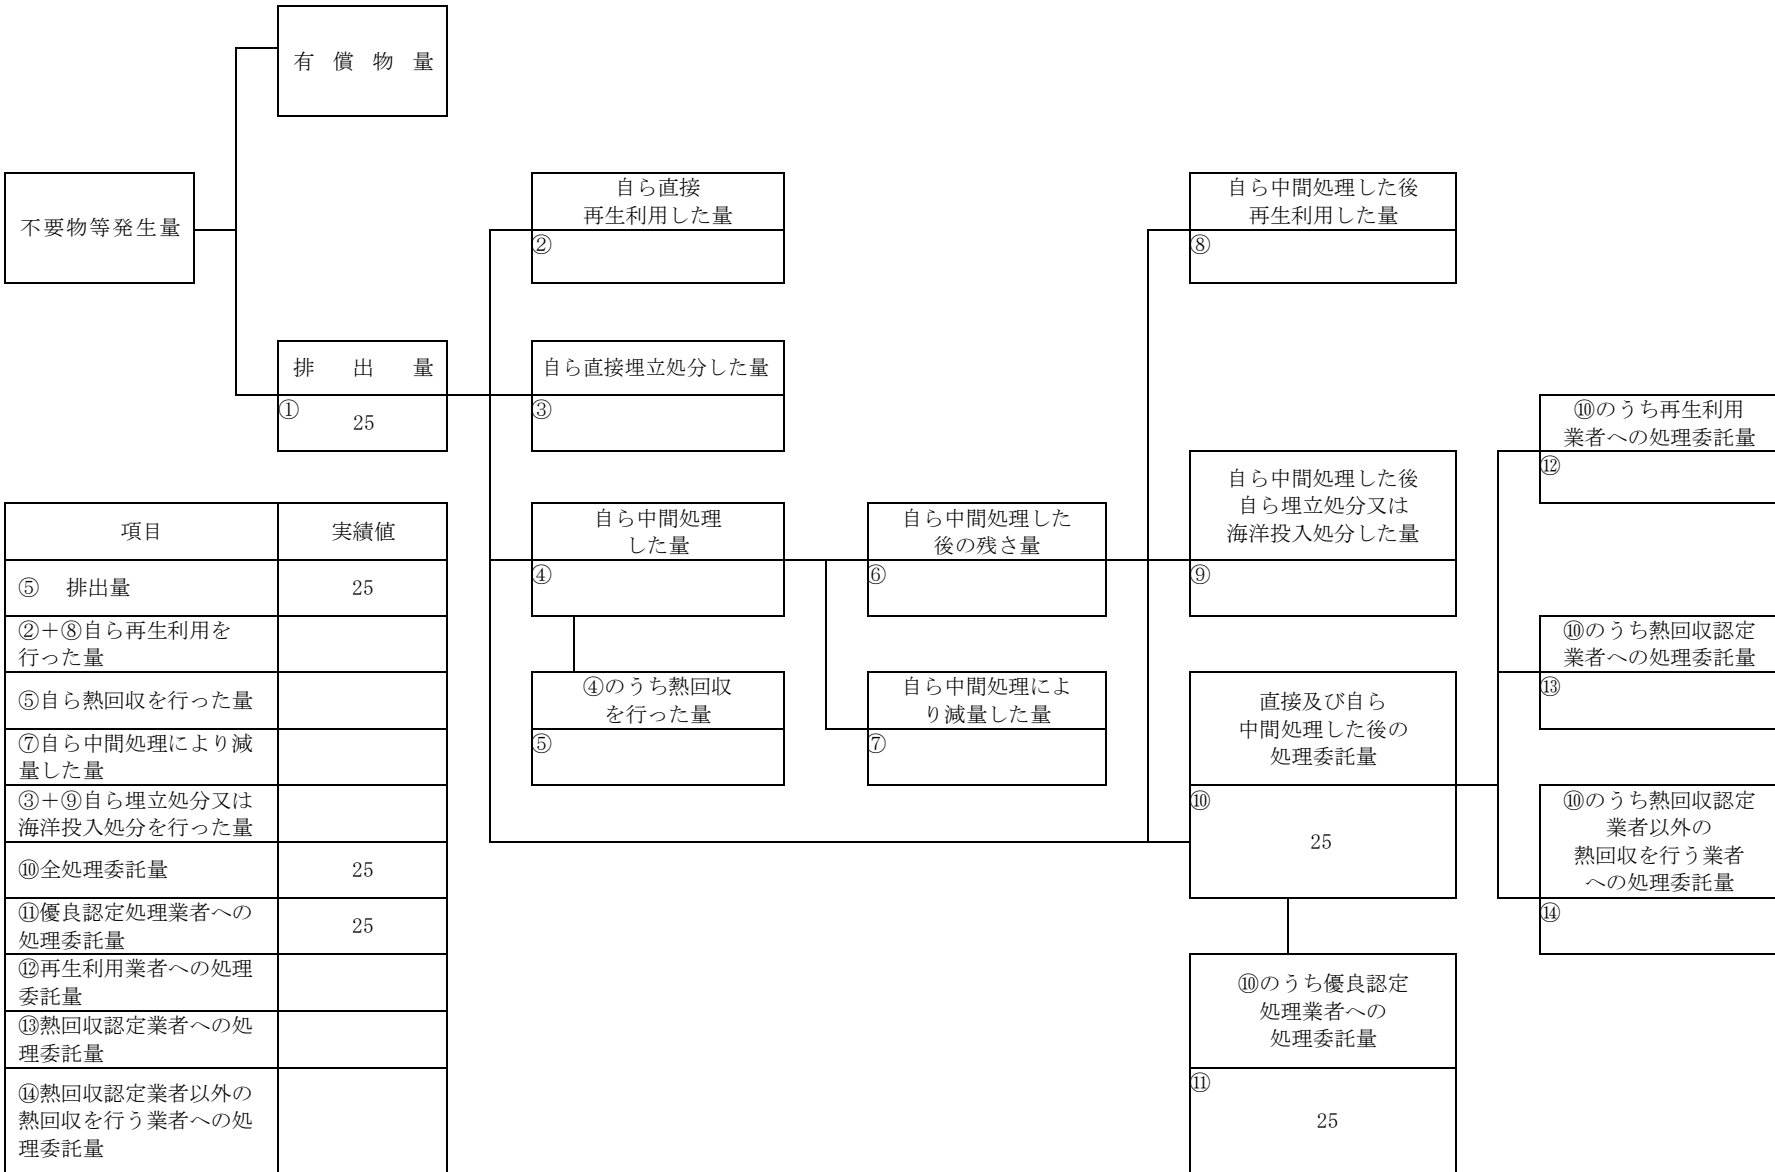 有償物量
不要物等発生量
自ら直接
再生利用した量
②
自ら中間処理した後
再生利用した量
⑧
排出量
① 25
自ら直接埋立処分した量
③
⑩のうち再生利用
業者への処理委託量
⑫
自ら中間処理した後
自ら埋立処分又は
海洋投入処分した量
⑨
自ら中間処理
した量
④
自ら中間処理した
後の残さ量
⑥
④のうち熱回収
を行った量
⑤
自ら中間処理によ
り減量した量
⑦
直接及び自ら
中間処理した後の
処理委託量
⑩
25
⑩のうち熱回収認定
業者への処理委託量
⑬
⑩のうち熱回収認定
業者以外の
熱回収を行う業者
への処理委託量
⑭
⑩のうち優良認定
処理業者への
処理委託量
⑪
25
項目 実績値
⑤ 排出量 25
②+⑧自ら再生利用を
行った量
⑤自ら熱回収を行った量
⑦自ら中間処理により減
量した量
③+⑨自ら埋立処分又は
海洋投入処分を行った量
⑩全処理委託量 25
⑪優良認定処理業者への
処理委託量 25
⑫再生利用業者への処理
委託量
⑬熱回収認定業者への処
理委託量
⑭熱回収認定業者以外の
熱回収を行う業者への処
理委託量